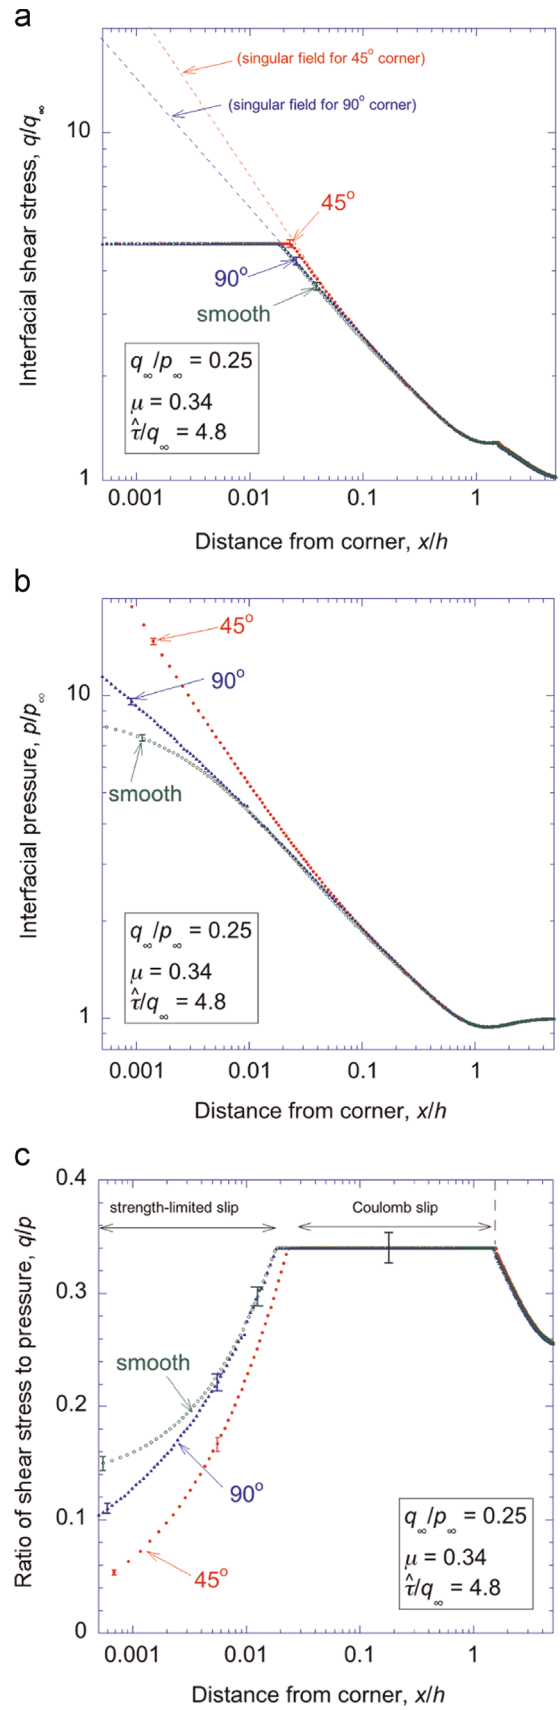 a
Interfacial shear stress, q/q∞
10
1
(singular field for 45° corner)
(singular field for 90° corner)
45°
90°
smooth
q∞/p∞ = 0.25
μ = 0.34
τ̂/q∞ = 4.8
0.001 0.01 0.1 1
Distance from corner, x/h
b
Interfacial pressure, p/p∞
10
1
45°
90°
smooth
q∞/p∞ = 0.25
μ = 0.34
τ̂/q∞ = 4.8
0.001 0.01 0.1 1
Distance from corner, x/h
c
Ratio of shear stress to pressure, q/p
0.4
0.3
0.2
0.1
0
strength-limited slip
Coulomb slip
smooth
90°
45°
q∞/p∞ = 0.25
μ = 0.34
τ̂/q∞ = 4.8
0.001 0.01 0.1 1
Distance from corner, x/h